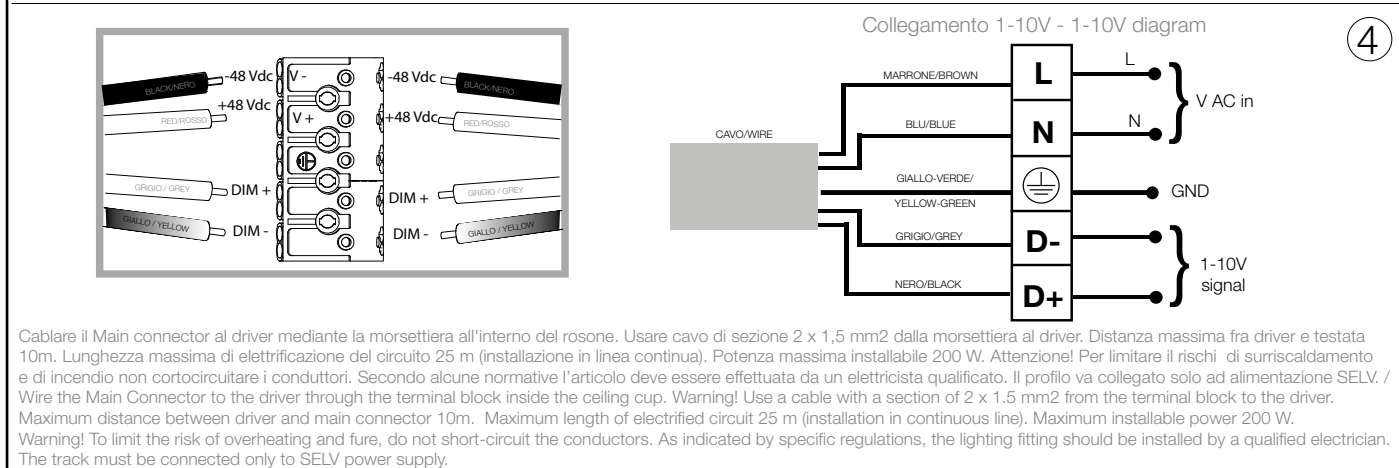 Collegamento 1-10V - 1-10V diagram
4
BLACK/NERO
-48 Vdc
V -
-48 Vdc
BLACK/NERO
RED/ROSSO
+48 Vdc
V +
+48 Vdc
RED/ROSSO
GRIGIO / GREY
DIM +
DIM +
GRIGIO / GREY
GIALLO / YELLOW
DIM -
DIM -
GIALLO / YELLOW
CAVO/WIRE
MARRONE/BROWN
L
L
BLU/BLUE
N
N
V AC in
GIALLO-VERDE/
YELLOW-GREEN
GND
GRIGIO/GREY
D-
NERO/BLACK
D+
1-10V
signal
Cablare il Main connector al driver mediante la morsettiera all'interno del rosone. Usare cavo di sezione 2 x 1,5 mm2 dalla morsettiera al driver. Distanza massima fra driver e testata
10m. Lunghezza massima di elettrificazione del circuito 25 m (installazione in linea continua). Potenza massima installabile 200 W. Attenzione! Per limitare il rischi di surriscaldamento
e di incendio non cortocircuitare i conduttori. Secondo alcune normative l'articolo deve essere effettuata da un elettricista qualificato. Il profilo va collegato solo ad alimentazione SELV. /
Wire the Main Connector to the driver through the terminal block inside the ceiling cup. Warning! Use a cable with a section of 2 x 1.5 mm2 from the terminal block to the driver.
Maximum distance between driver and main connector 10m. Maximum length of electrified circuit 25 m (installation in continuous line). Maximum installable power 200 W.
Warning! To limit the risk of overheating and fure, do not short-circuit the conductors. As indicated by specific regulations, the lighting fitting should be installed by a qualified electrician.
The track must be connected only to SELV power supply.